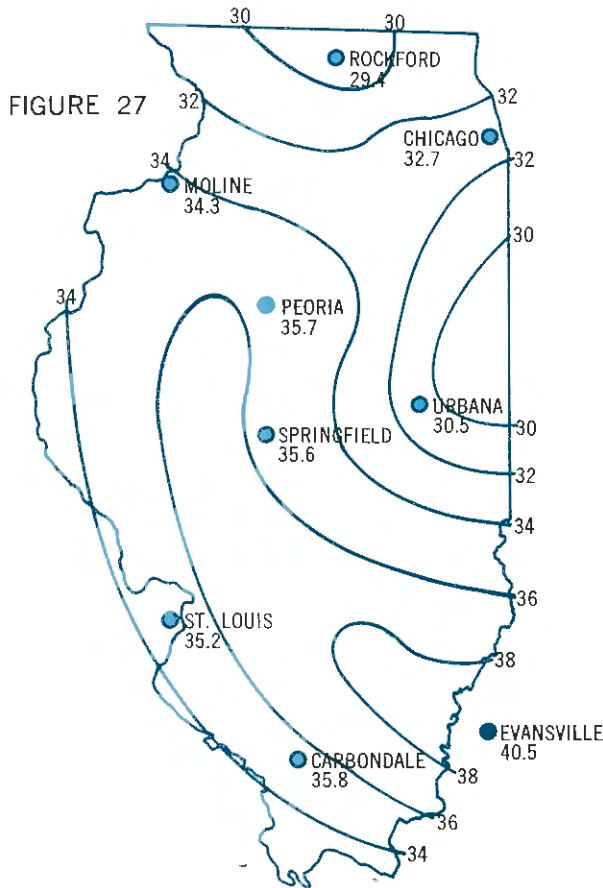 30
30
ROCKFORD
29.4
FIGURE 27
32
32
CHICAGO
32.7
32
34
MOLINE
34.3
30
34
PEORIA
35.7
URBANA
30.5
30
SPRINGFIELD
35.6
32
34
36
ST. LOUIS
35.2
38
EVANSVILLE
40.5
CARBONDALE
35.8
38
36
34